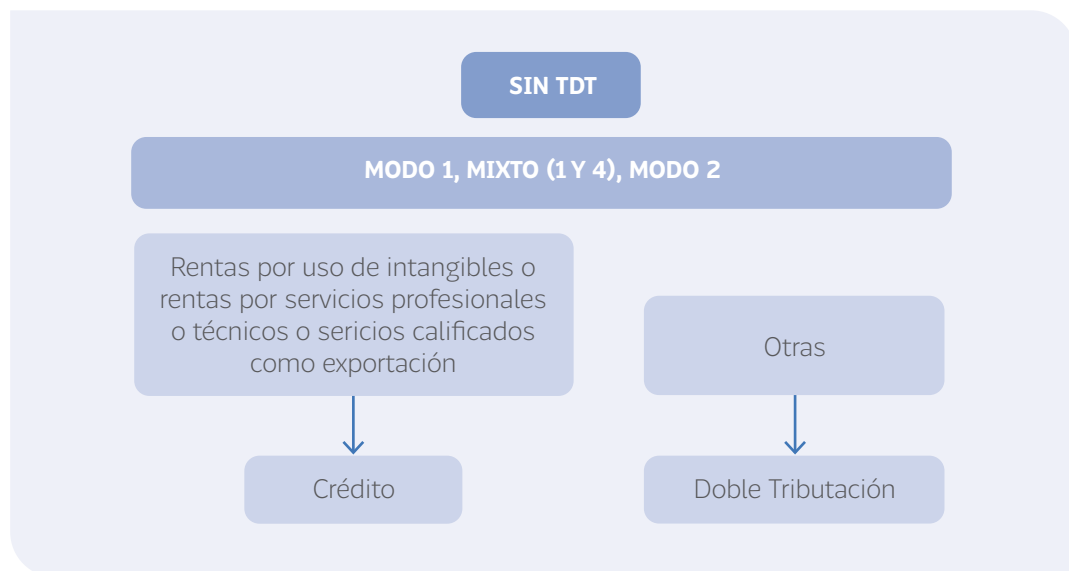 SIN TDT
MODO 1, MIXTO (1 Y 4), MODO 2
Rentas por uso de intangibles o
rentas por servicios profesionales
o técnicos o sericios calificados
como exportación
Otras
Crédito
Doble Tributación